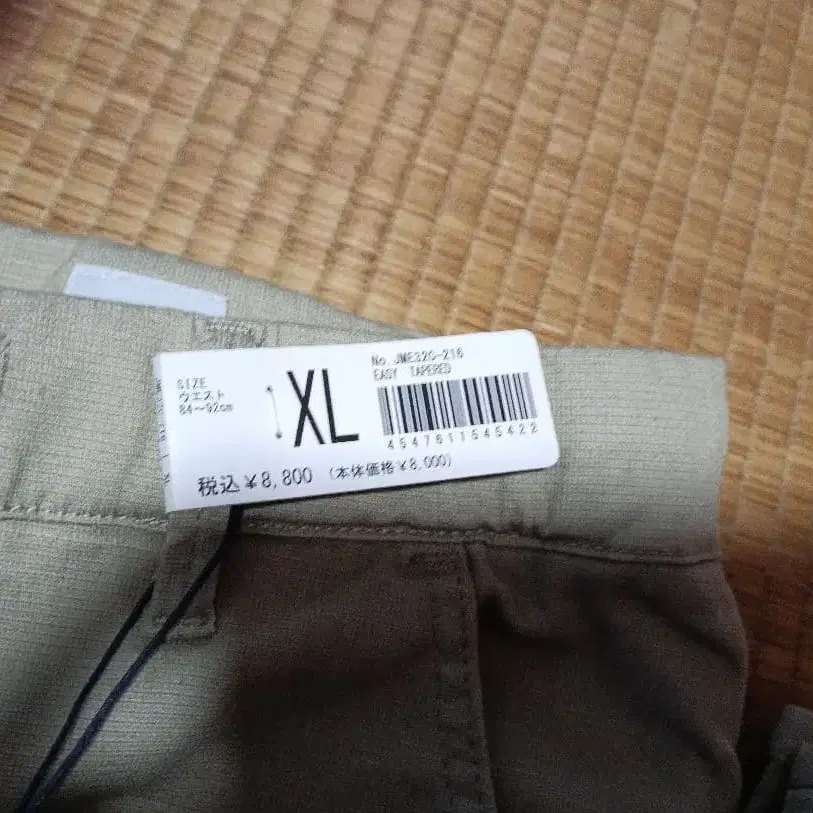 SIZE
ウエスト
84～92cm
XL
No.JME32C-216
EASY TAPERED
4547611545422
税込￥8,800 (本体価格￥8,000)